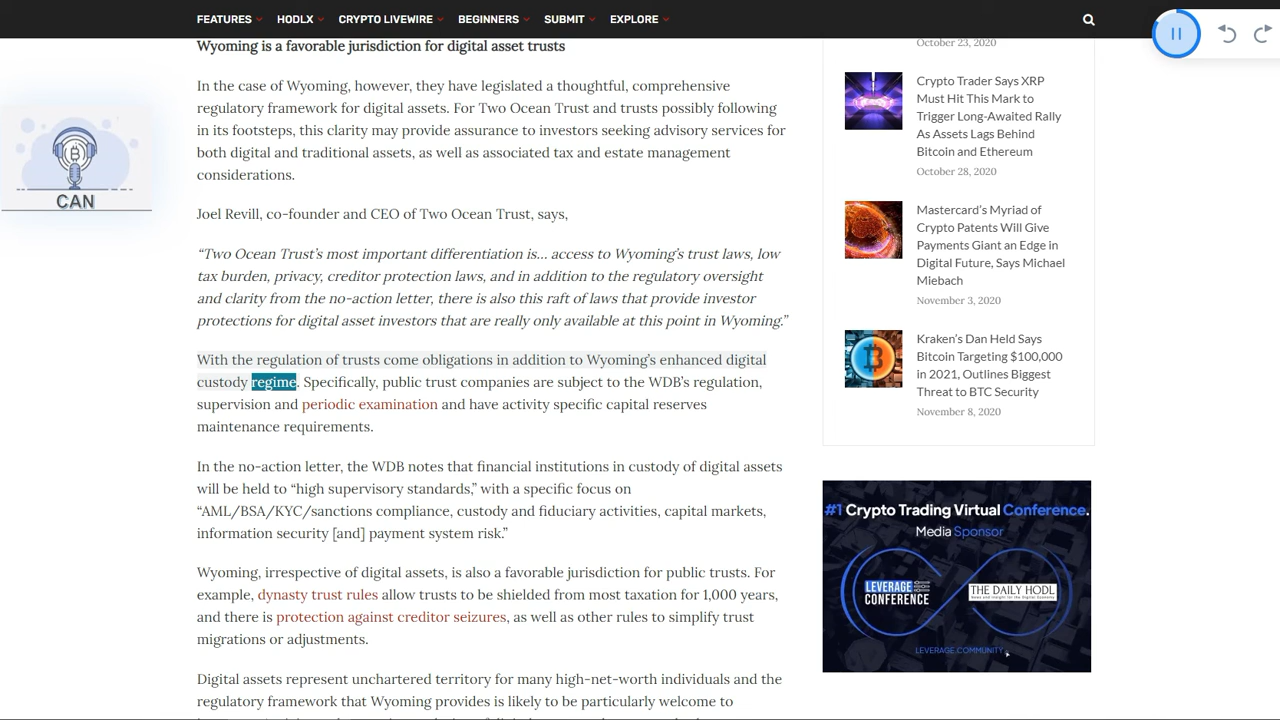 FEATURES HODLX CRYPTO LIVEWIRE BEGINNERS SUBMIT EXPLORE
CAN
Wyoming is a favorable jurisdiction for digital asset trusts
In the case of Wyoming, however, they have legislated a thoughtful, comprehensive
regulatory framework for digital assets. For Two Ocean Trust and trusts possibly following
in its footsteps, this clarity may provide assurance to investors seeking advisory services for
both digital and traditional assets, as well as associated tax and estate management
considerations.
Joel Revill, co-founder and CEO of Two Ocean Trust, says,
“Two Ocean Trust’s most important differentiation is… access to Wyoming’s trust laws, low
tax burden, privacy, creditor protection laws, and in addition to the regulatory oversight
and clarity from the no-action letter, there is also this raft of laws that provide investor
protections for digital asset investors that are really only available at this point in Wyoming.”
With the regulation of trusts come obligations in addition to Wyoming’s enhanced digital
custody regime. Specifically, public trust companies are subject to the WDB’s regulation,
supervision and periodic examination and have activity specific capital reserves
maintenance requirements.
In the no-action letter, the WDB notes that financial institutions in custody of digital assets
will be held to “high supervisory standards,” with a specific focus on
“AML/BSA/KYC/sanctions compliance, custody and fiduciary activities, capital markets,
information security [and] payment system risk.”
Wyoming, irrespective of digital assets, is also a favorable jurisdiction for public trusts. For
example, dynasty trust rules allow trusts to be shielded from most taxation for 1,000 years,
and there is protection against creditor seizures, as well as other rules to simplify trust
migrations or adjustments.
Digital assets represent unchartered territory for many high-net-worth individuals and the
regulatory framework that Wyoming provides is likely to be particularly welcome to
October 23, 2020
Crypto Trader Says XRP
Must Hit This Mark to
Trigger Long-Awaited Rally
As Assets Lags Behind
Bitcoin and Ethereum
October 28, 2020
Mastercard’s Myriad of
Crypto Patents Will Give
Payments Giant an Edge in
Digital Future, Says Michael
Miebach
November 3, 2020
Kraken’s Dan Held Says
Bitcoin Targeting $100,000
in 2021, Outlines Biggest
Threat to BTC Security
November 8, 2020
#1 Crypto Trading Virtual Conference.
Media Sponsor
LEVERAGE
CONFERENCE
THE DAILY HODL
LEVERAGE.COMMUNITY